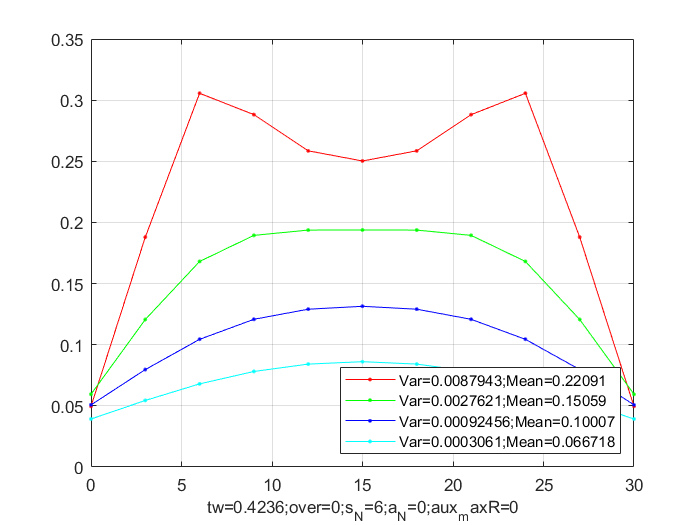 0.35
0.3
0.25
0.2
0.15
0.1
0.05
0
Var=0.0087943;Mean=0.22091
Var=0.0027621;Mean=0.15059
Var=0.00092456;Mean=0.10007
Var=0.0003061;Mean=0.066718
0 5 10 15 20 25 30
tw=0.4236;over=0;s_N=6;a_N=0;aux_maxR=0